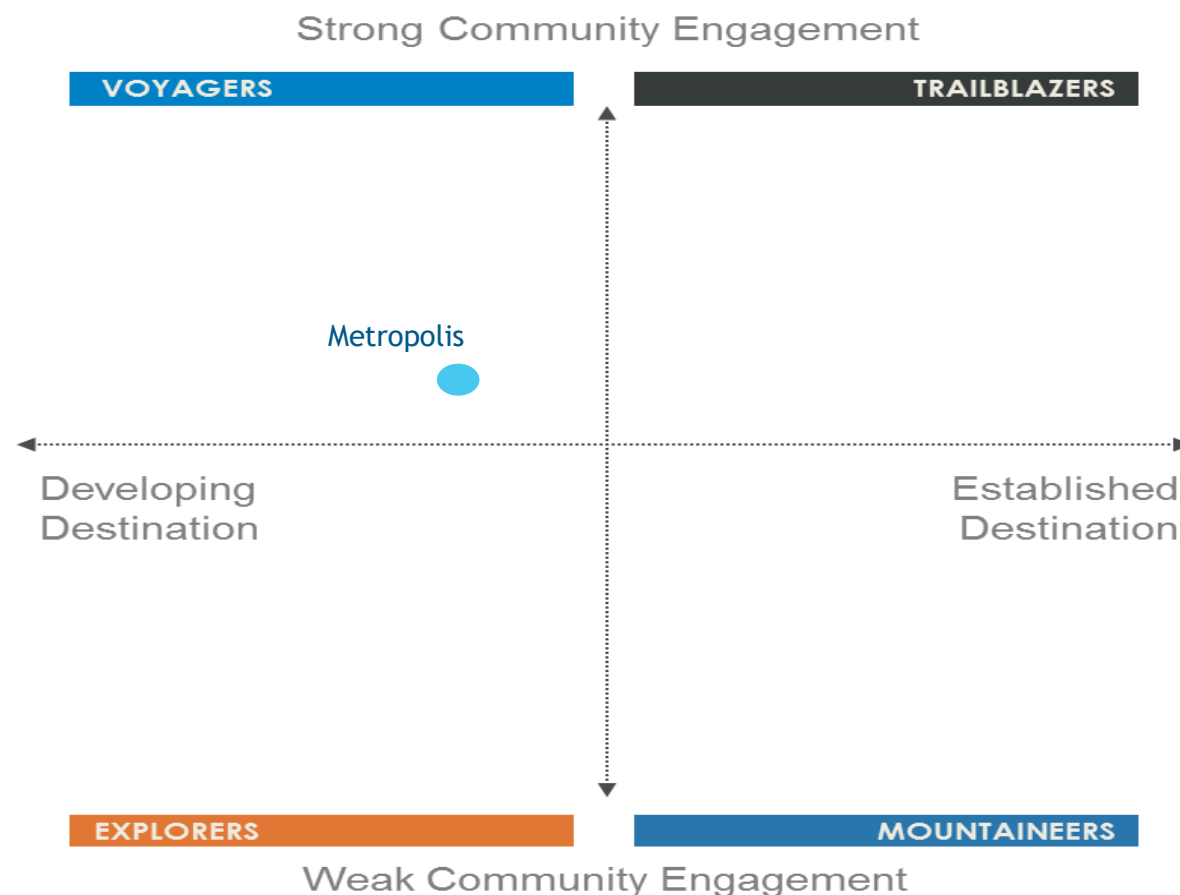 Strong Community Engagement
VOYAGERS
TRAILBLAZERS
Metropolis
Developing
Destination
Established
Destination
EXPLORERS
MOUNTAINEERS
Weak Community Engagement